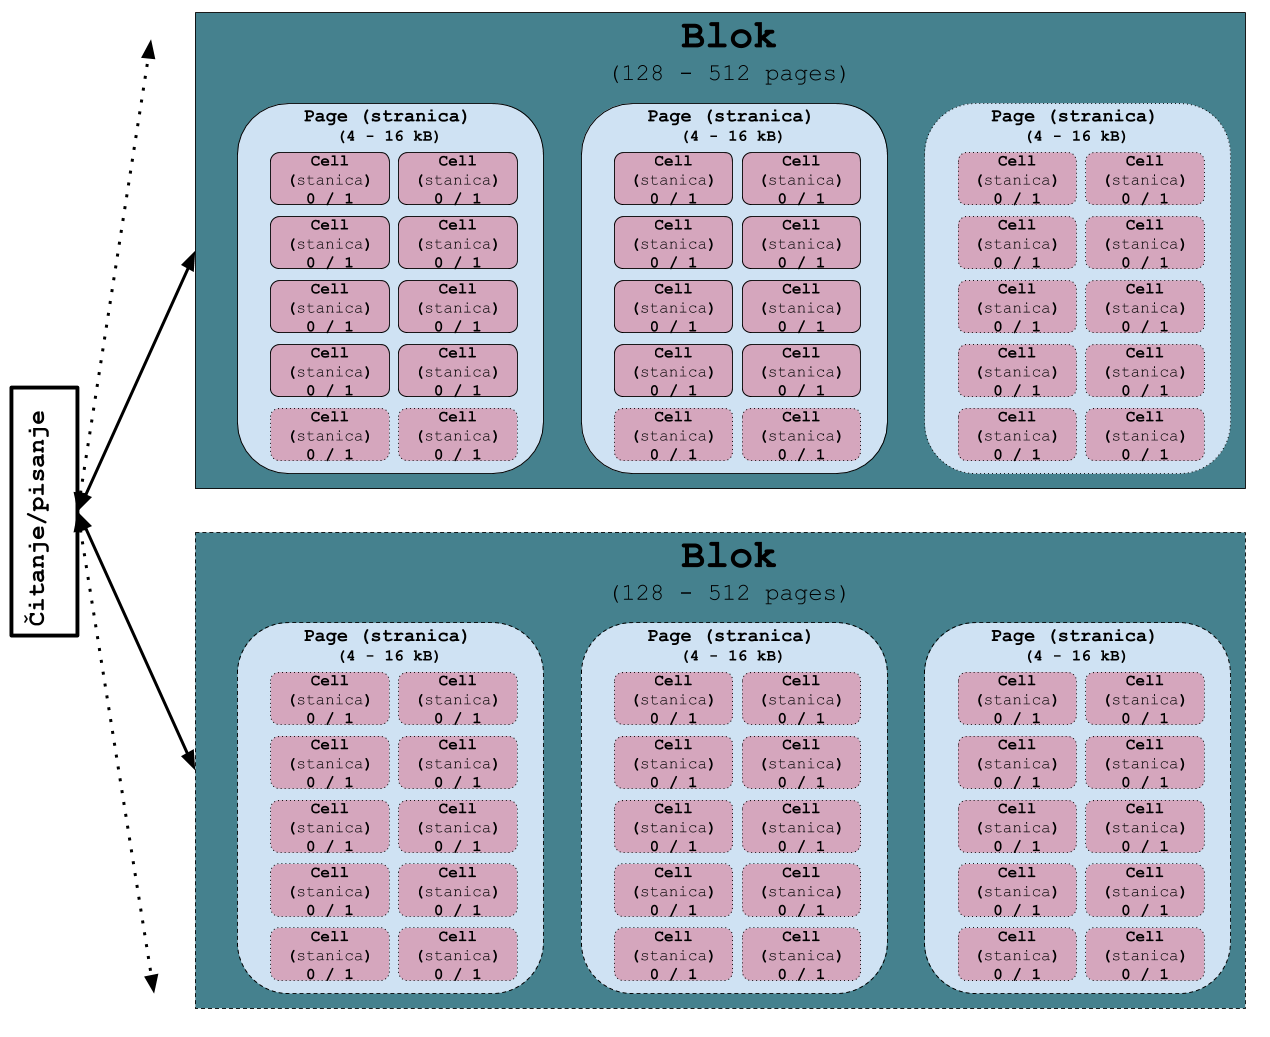 Čitanje/pisanje
Blok
(128 - 512 pages)
Page (stranica)
(4 - 16 kB)
Cell
(stanica)
0 / 1
Cell
(stanica)
0 / 1
Cell
(stanica)
0 / 1
Cell
(stanica)
0 / 1
Cell
(stanica)
0 / 1
Cell
(stanica)
0 / 1
Cell
(stanica)
0 / 1
Cell
(stanica)
0 / 1
Cell
(stanica)
0 / 1
Cell
(stanica)
0 / 1
Page (stranica)
(4 - 16 kB)
Cell
(stanica)
0 / 1
Cell
(stanica)
0 / 1
Cell
(stanica)
0 / 1
Cell
(stanica)
0 / 1
Cell
(stanica)
0 / 1
Cell
(stanica)
0 / 1
Cell
(stanica)
0 / 1
Cell
(stanica)
0 / 1
Cell
(stanica)
0 / 1
Cell
(stanica)
0 / 1
Page (stranica)
(4 - 16 kB)
Cell
(stanica)
0 / 1
Cell
(stanica)
0 / 1
Cell
(stanica)
0 / 1
Cell
(stanica)
0 / 1
Cell
(stanica)
0 / 1
Cell
(stanica)
0 / 1
Cell
(stanica)
0 / 1
Cell
(stanica)
0 / 1
Cell
(stanica)
0 / 1
Cell
(stanica)
0 / 1
Blok
(128 - 512 pages)
Page (stranica)
(4 - 16 kB)
Cell
(stanica)
0 / 1
Cell
(stanica)
0 / 1
Cell
(stanica)
0 / 1
Cell
(stanica)
0 / 1
Cell
(stanica)
0 / 1
Cell
(stanica)
0 / 1
Cell
(stanica)
0 / 1
Cell
(stanica)
0 / 1
Cell
(stanica)
0 / 1
Cell
(stanica)
0 / 1
Page (stranica)
(4 - 16 kB)
Cell
(stanica)
0 / 1
Cell
(stanica)
0 / 1
Cell
(stanica)
0 / 1
Cell
(stanica)
0 / 1
Cell
(stanica)
0 / 1
Cell
(stanica)
0 / 1
Cell
(stanica)
0 / 1
Cell
(stanica)
0 / 1
Cell
(stanica)
0 / 1
Cell
(stanica)
0 / 1
Page (stranica)
(4 - 16 kB)
Cell
(stanica)
0 / 1
Cell
(stanica)
0 / 1
Cell
(stanica)
0 / 1
Cell
(stanica)
0 / 1
Cell
(stanica)
0 / 1
Cell
(stanica)
0 / 1
Cell
(stanica)
0 / 1
Cell
(stanica)
0 / 1
Cell
(stanica)
0 / 1
Cell
(stanica)
0 / 1